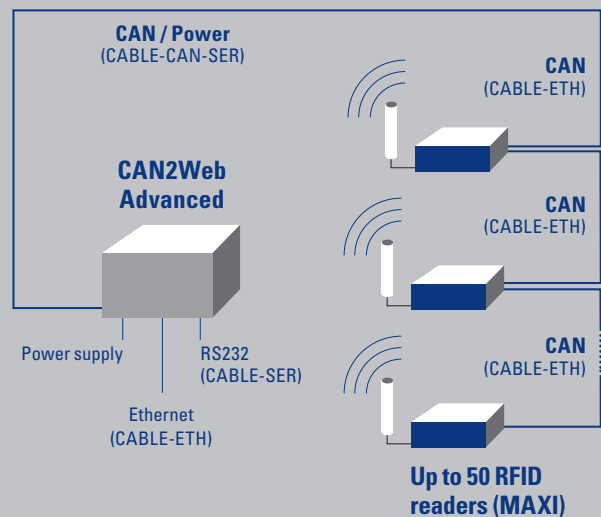 CAN / Power
(CABLE-CAN-SER)
CAN
(CABLE-ETH)
CAN2Web
Advanced
CAN
(CABLE-ETH)
Power supply
RS232
(CABLE-SER)
Ethernet
(CABLE-ETH)
CAN
(CABLE-ETH)
Up to 50 RFID
readers (MAXI)